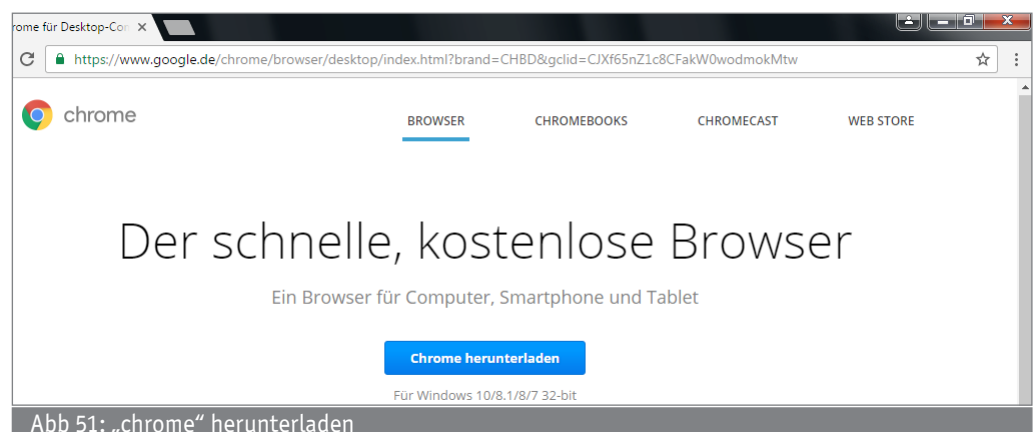 rome für Desktop-Con
https://www.google.de/chrome/browser/desktop/index.html?brand=CHBD&gclid=CJXf65nZ1c8CFakW0wodmokMtw
chrome
BROWSER CHROMEBOOKS CHROMECAST WEB STORE
Der schnelle, kostenlose Browser
Ein Browser für Computer, Smartphone und Tablet
Chrome herunterladen
Für Windows 10/8.1/8/7 32-bit
Abb 51: „chrome“ herunterladen